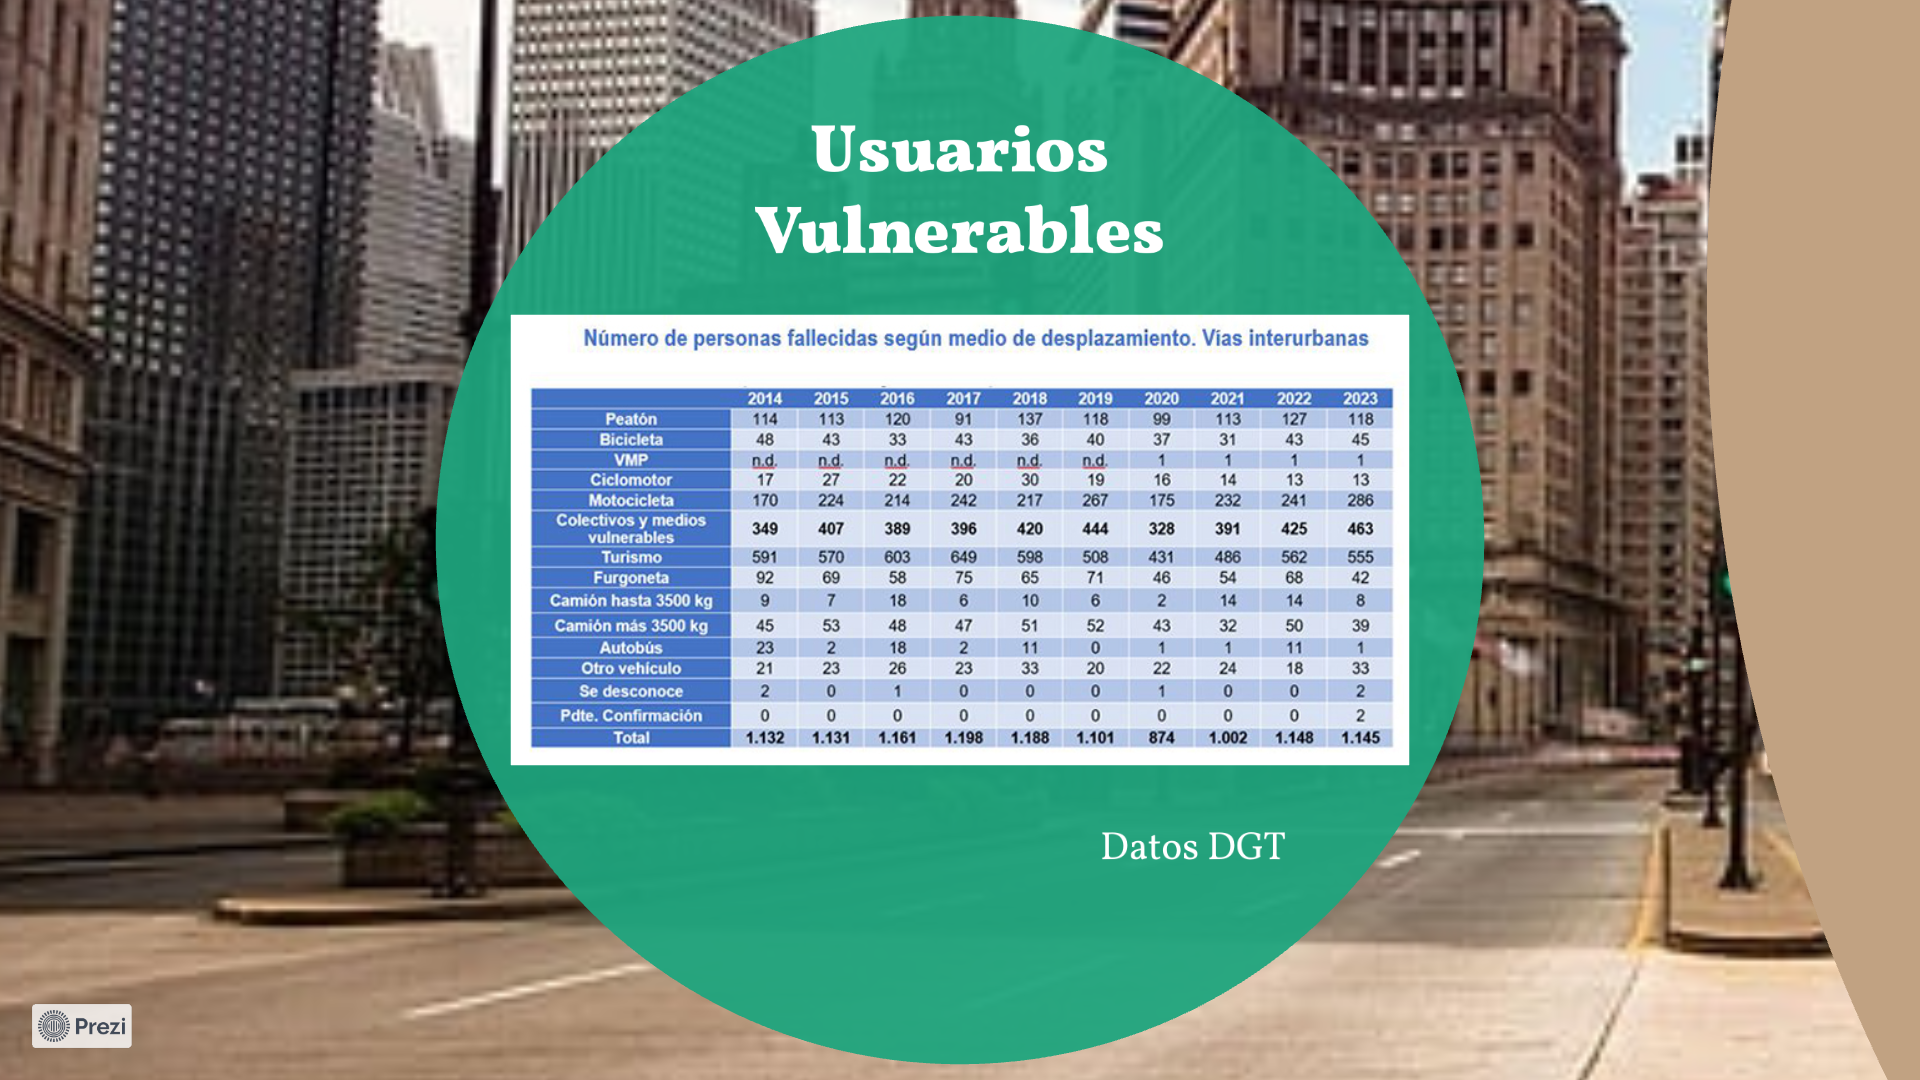 Usuarios
Vulnerables
Número de personas fallecidas según medio de desplazamiento. Vías interurbanas
2014 2015 2016 2017 2018 2019 2020 2021 2022 2023
Peatón 114 113 120 91 137 118 99 113 127 118
Bicicleta 48 43 33 43 36 40 37 31 43 45
VMP n.d. n.d. n.d. n.d. n.d. n.d. 1 1 1 1
Ciclomotor 17 27 22 20 30 19 16 14 13 13
Motocicleta 170 224 214 242 217 267 175 232 241 286
Colectivos y medios
vulnerables 349 407 389 396 420 444 328 391 425 463
Turismo 591 570 603 649 598 508 431 486 562 555
Furgoneta 92 69 58 75 65 71 46 54 68 42
Camión hasta 3500 kg 9 7 18 6 10 6 2 14 14 8
Camión más 3500 kg 45 53 48 47 51 52 43 32 50 39
Autobús 23 2 18 2 11 0 1 1 11 1
Otro vehículo 21 23 26 23 33 20 22 24 18 33
Se desconoce 2 0 1 0 0 0 1 0 0 2
Pdte. Confirmación 0 0 0 0 0 0 0 0 0 2
Total 1.132 1.131 1.161 1.198 1.188 1.101 874 1.002 1.148 1.145
Datos DGT
Prezi